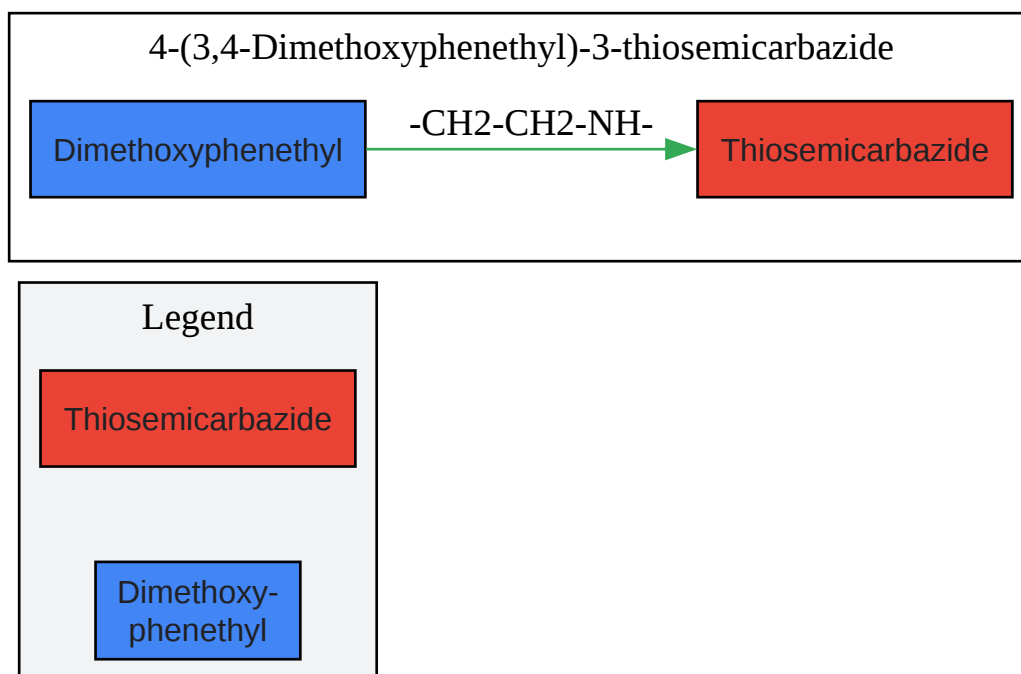 4-(3,4-Dimethoxyphenethyl)-3-thiosemicarbazide
Dimethoxyphenethyl
-CH2-CH2-NH-
Thiosemicarbazide
Legend
Thiosemicarbazide
Dimethoxy-
phenethyl